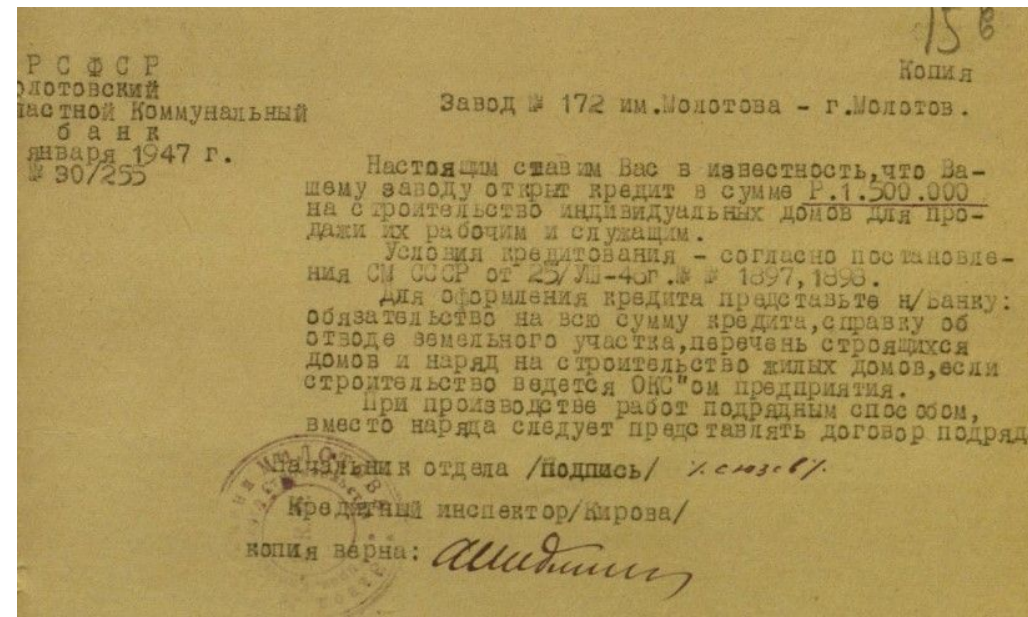 15
Копия
РСФСР
олотовский
ластной Коммунальный
банк
января 1947 г.
№ 30/255
Завод № 172 им.Молотова - г.Молотов.
Настоящим ставим Вас в известность,что Ва-
шему заводу открыт кредит в сумме Р.1.500.000
на строительство индивидуальных домов для про-
дажи их рабочим и служащим.
Условия кредитования - согласно постановле-
ния СМ СССР от 25/УШ-46г.№ № 1897,1898.
Для оформления кредита представьте н/Банку:
обязательство на всю сумму кредита,справку об
отводе земельного участка,перечень строящихся
домов и наряд на строительство жилых домов,если
строительство ведется ОКС"ом предприятия.
При производстве работ подрядным способом,
вместо наряда следует представлять договор подряд
Начальник отдела /Подпись/
Кредитный инспектор/Кирова/
копия верна: